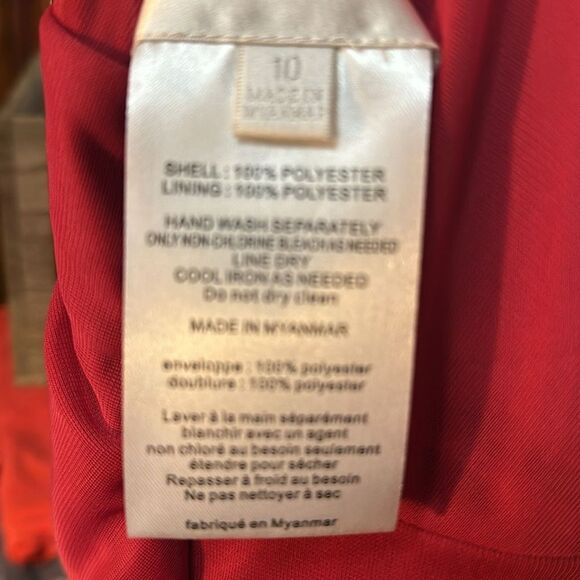 10
MADE IN
MYANMAR
SHELL : 100% POLYESTER
LINING : 100% POLYESTER
HAND WASH SEPARATELY
ONLY NON-CHLORINE BLEACH AS NEEDED
LINE DRY
COOL IRON AS NEEDED
Do not dry clean
MADE IN MYANMAR
enveloppe : 100% polyester
doublure : 100% polyester
Laver à la main séparément
blanchir avec un agent
non chloré au besoin seulement
étendre pour sécher
Repasser à froid au besoin
Ne pas nettoyer à sec
fabriqué en Myanmar